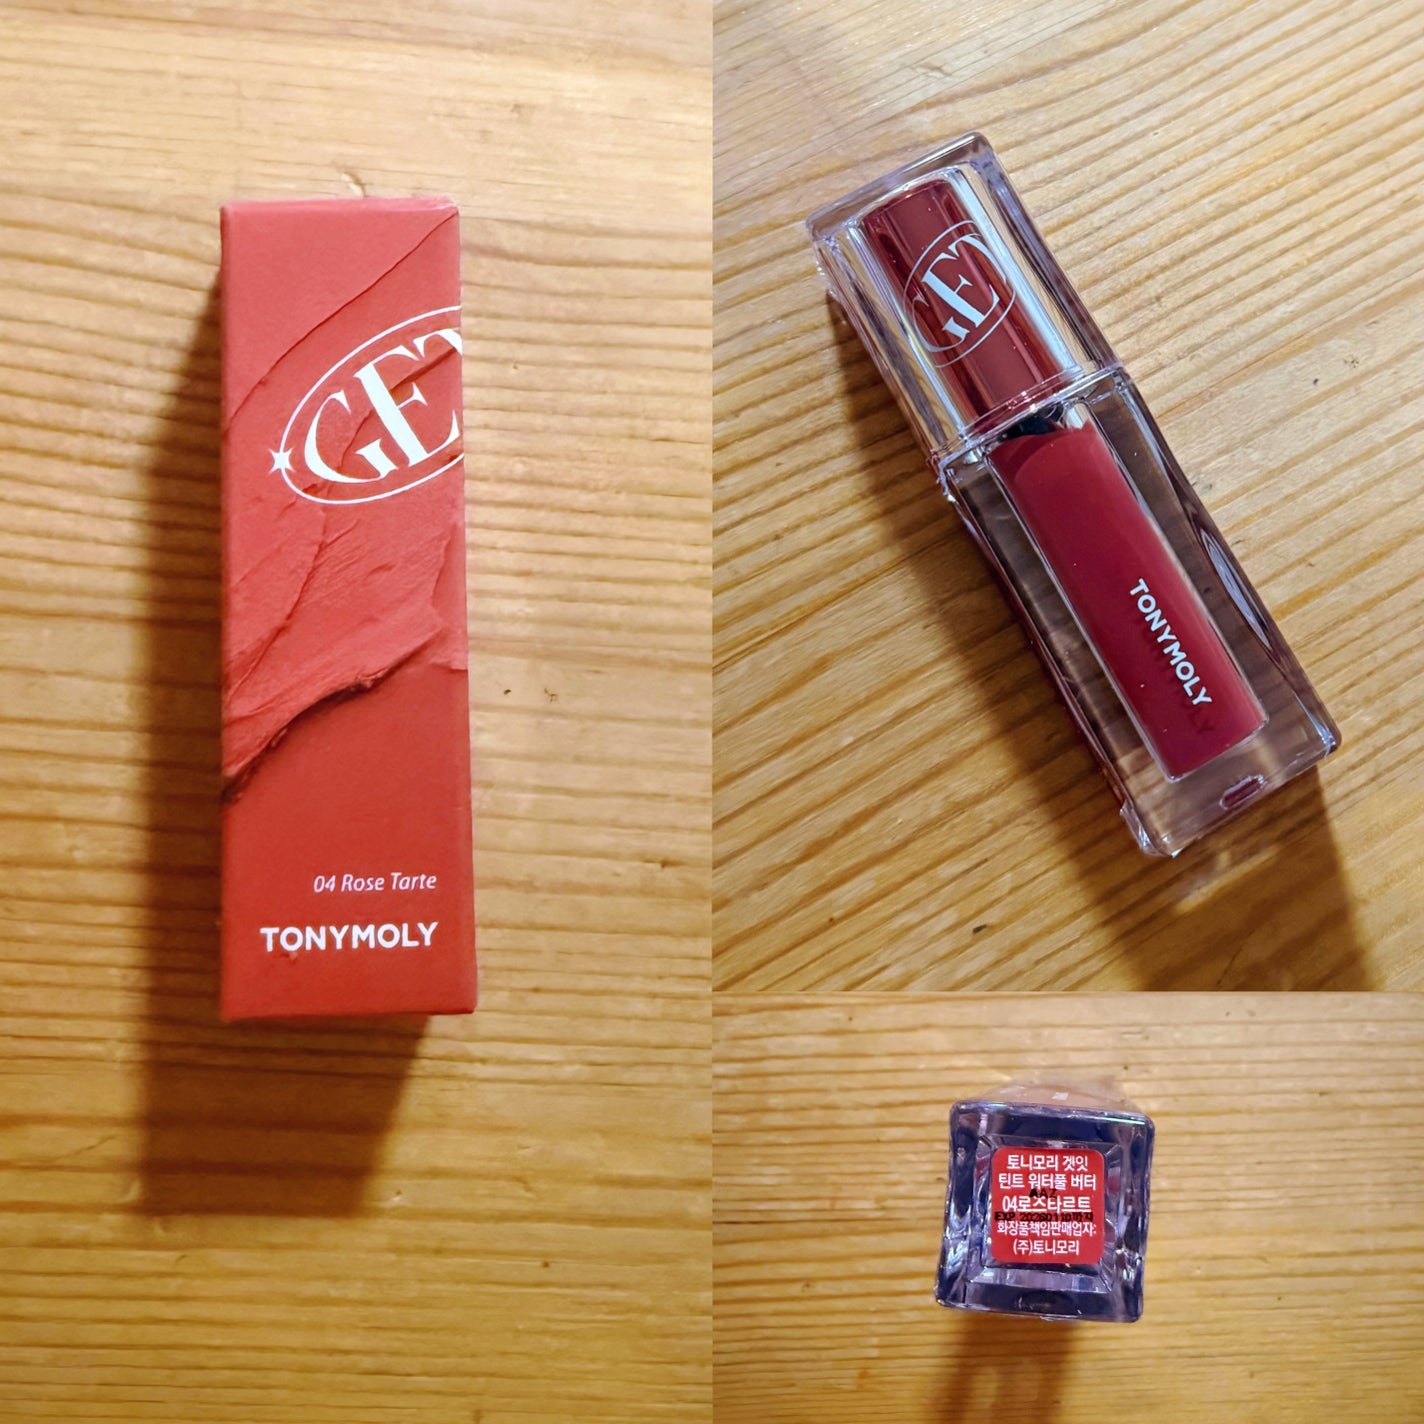 GET
04 Rose Tarte
TONYMOLY
GET
TONYMOLY
토니모리 겟잇
틴트 워터풀 버터
04로즈타르트
EXP
화장품책임판매업자:
(주)토니모리